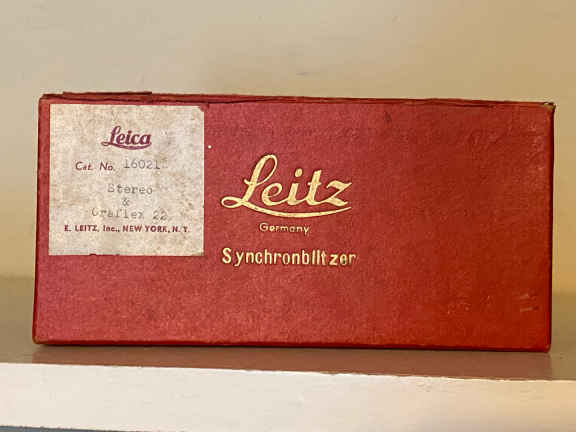 Leica
Cat. No. 16021
Stereo
&
Graflex 22
E. LEITZ, Inc., NEW YORK, N. Y.
Leitz
Germany
Synchronblitzer